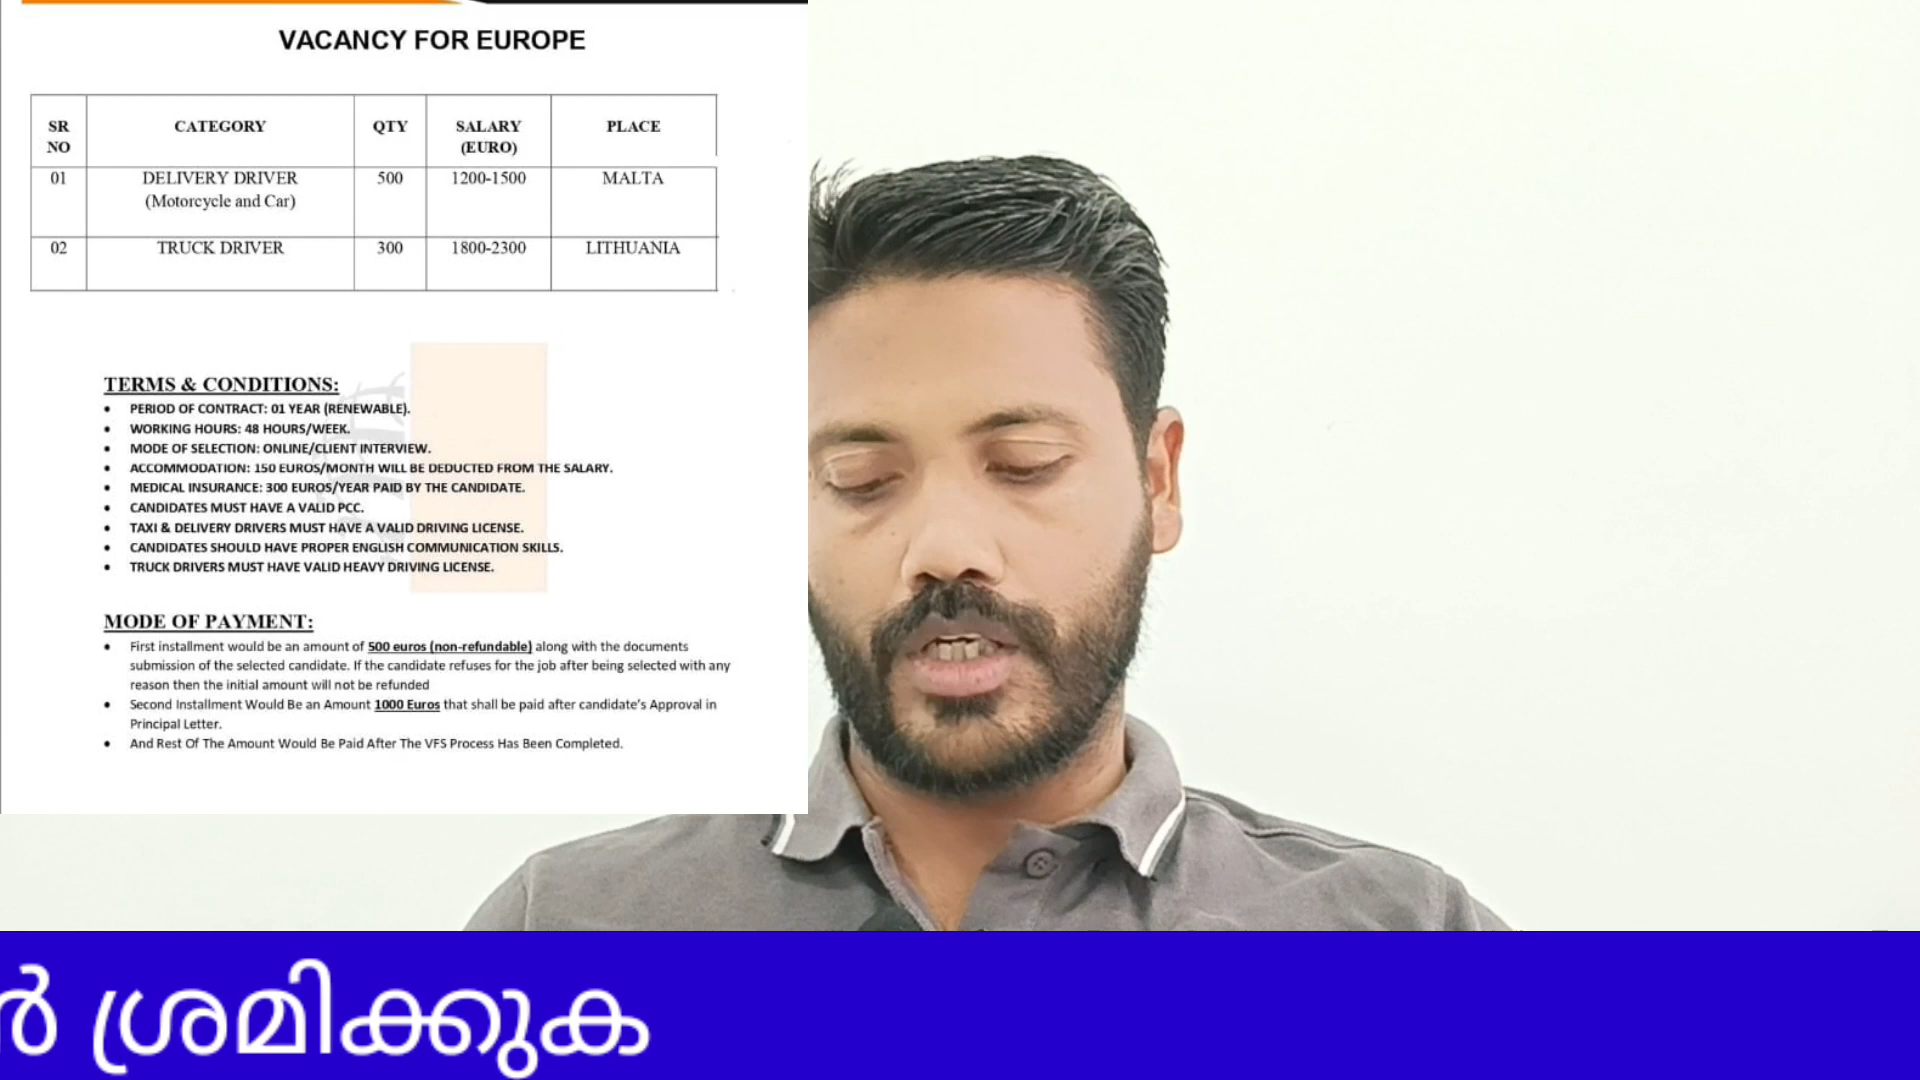 VACANCY FOR EUROPE
SR NO | CATEGORY | QTY | SALARY (EURO) | PLACE
01 | DELIVERY DRIVER (Motorcycle and Car) | 500 | 1200-1500 | MALTA
02 | TRUCK DRIVER | 300 | 1800-2300 | LITHUANIA
TERMS & CONDITIONS:
• PERIOD OF CONTRACT: 01 YEAR (RENEWABLE).
• WORKING HOURS: 48 HOURS/WEEK.
• MODE OF SELECTION: ONLINE/CLIENT INTERVIEW.
• ACCOMMODATION: 150 EUROS/MONTH WILL BE DEDUCTED FROM THE SALARY.
• MEDICAL INSURANCE: 300 EUROS/YEAR PAID BY THE CANDIDATE.
• CANDIDATES MUST HAVE A VALID PCC.
• TAXI & DELIVERY DRIVERS MUST HAVE A VALID DRIVING LICENSE.
• CANDIDATES SHOULD HAVE PROPER ENGLISH COMMUNICATION SKILLS.
• TRUCK DRIVERS MUST HAVE VALID HEAVY DRIVING LICENSE.
MODE OF PAYMENT:
• First installment would be an amount of 500 euros (non-refundable) along with the documents
submission of the selected candidate. If the candidate refuses for the job after being selected with any
reason then the initial amount will not be refunded
• Second Installment Would Be an Amount 1000 Euros that shall be paid after candidate's Approval in
Principal Letter.
• And Rest Of The Amount Would Be Paid After The VFS Process Has Been Completed.
ശ്രമിക്കുക